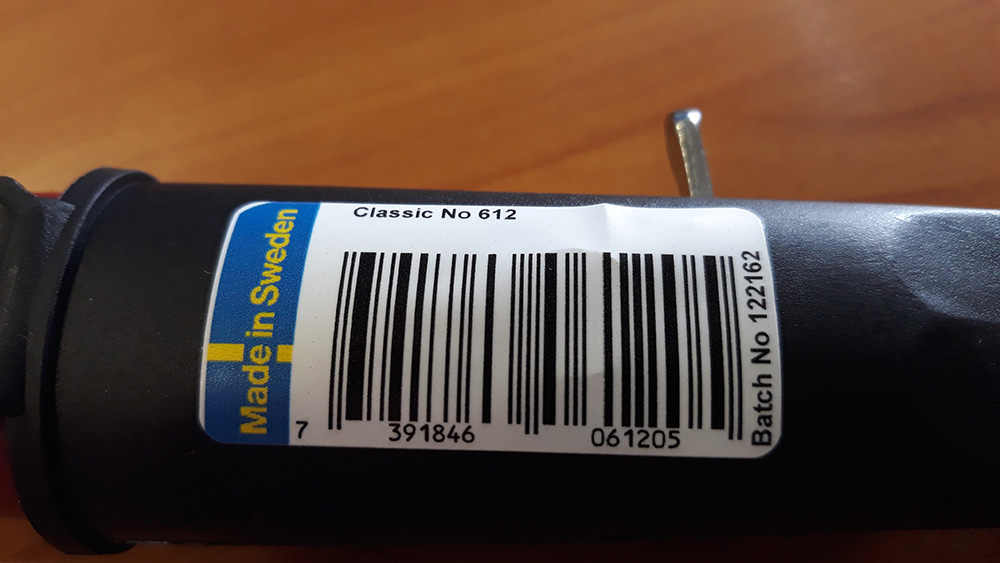 Made in Sweden
Classic No 612
7 391846 061205
Batch No 122162